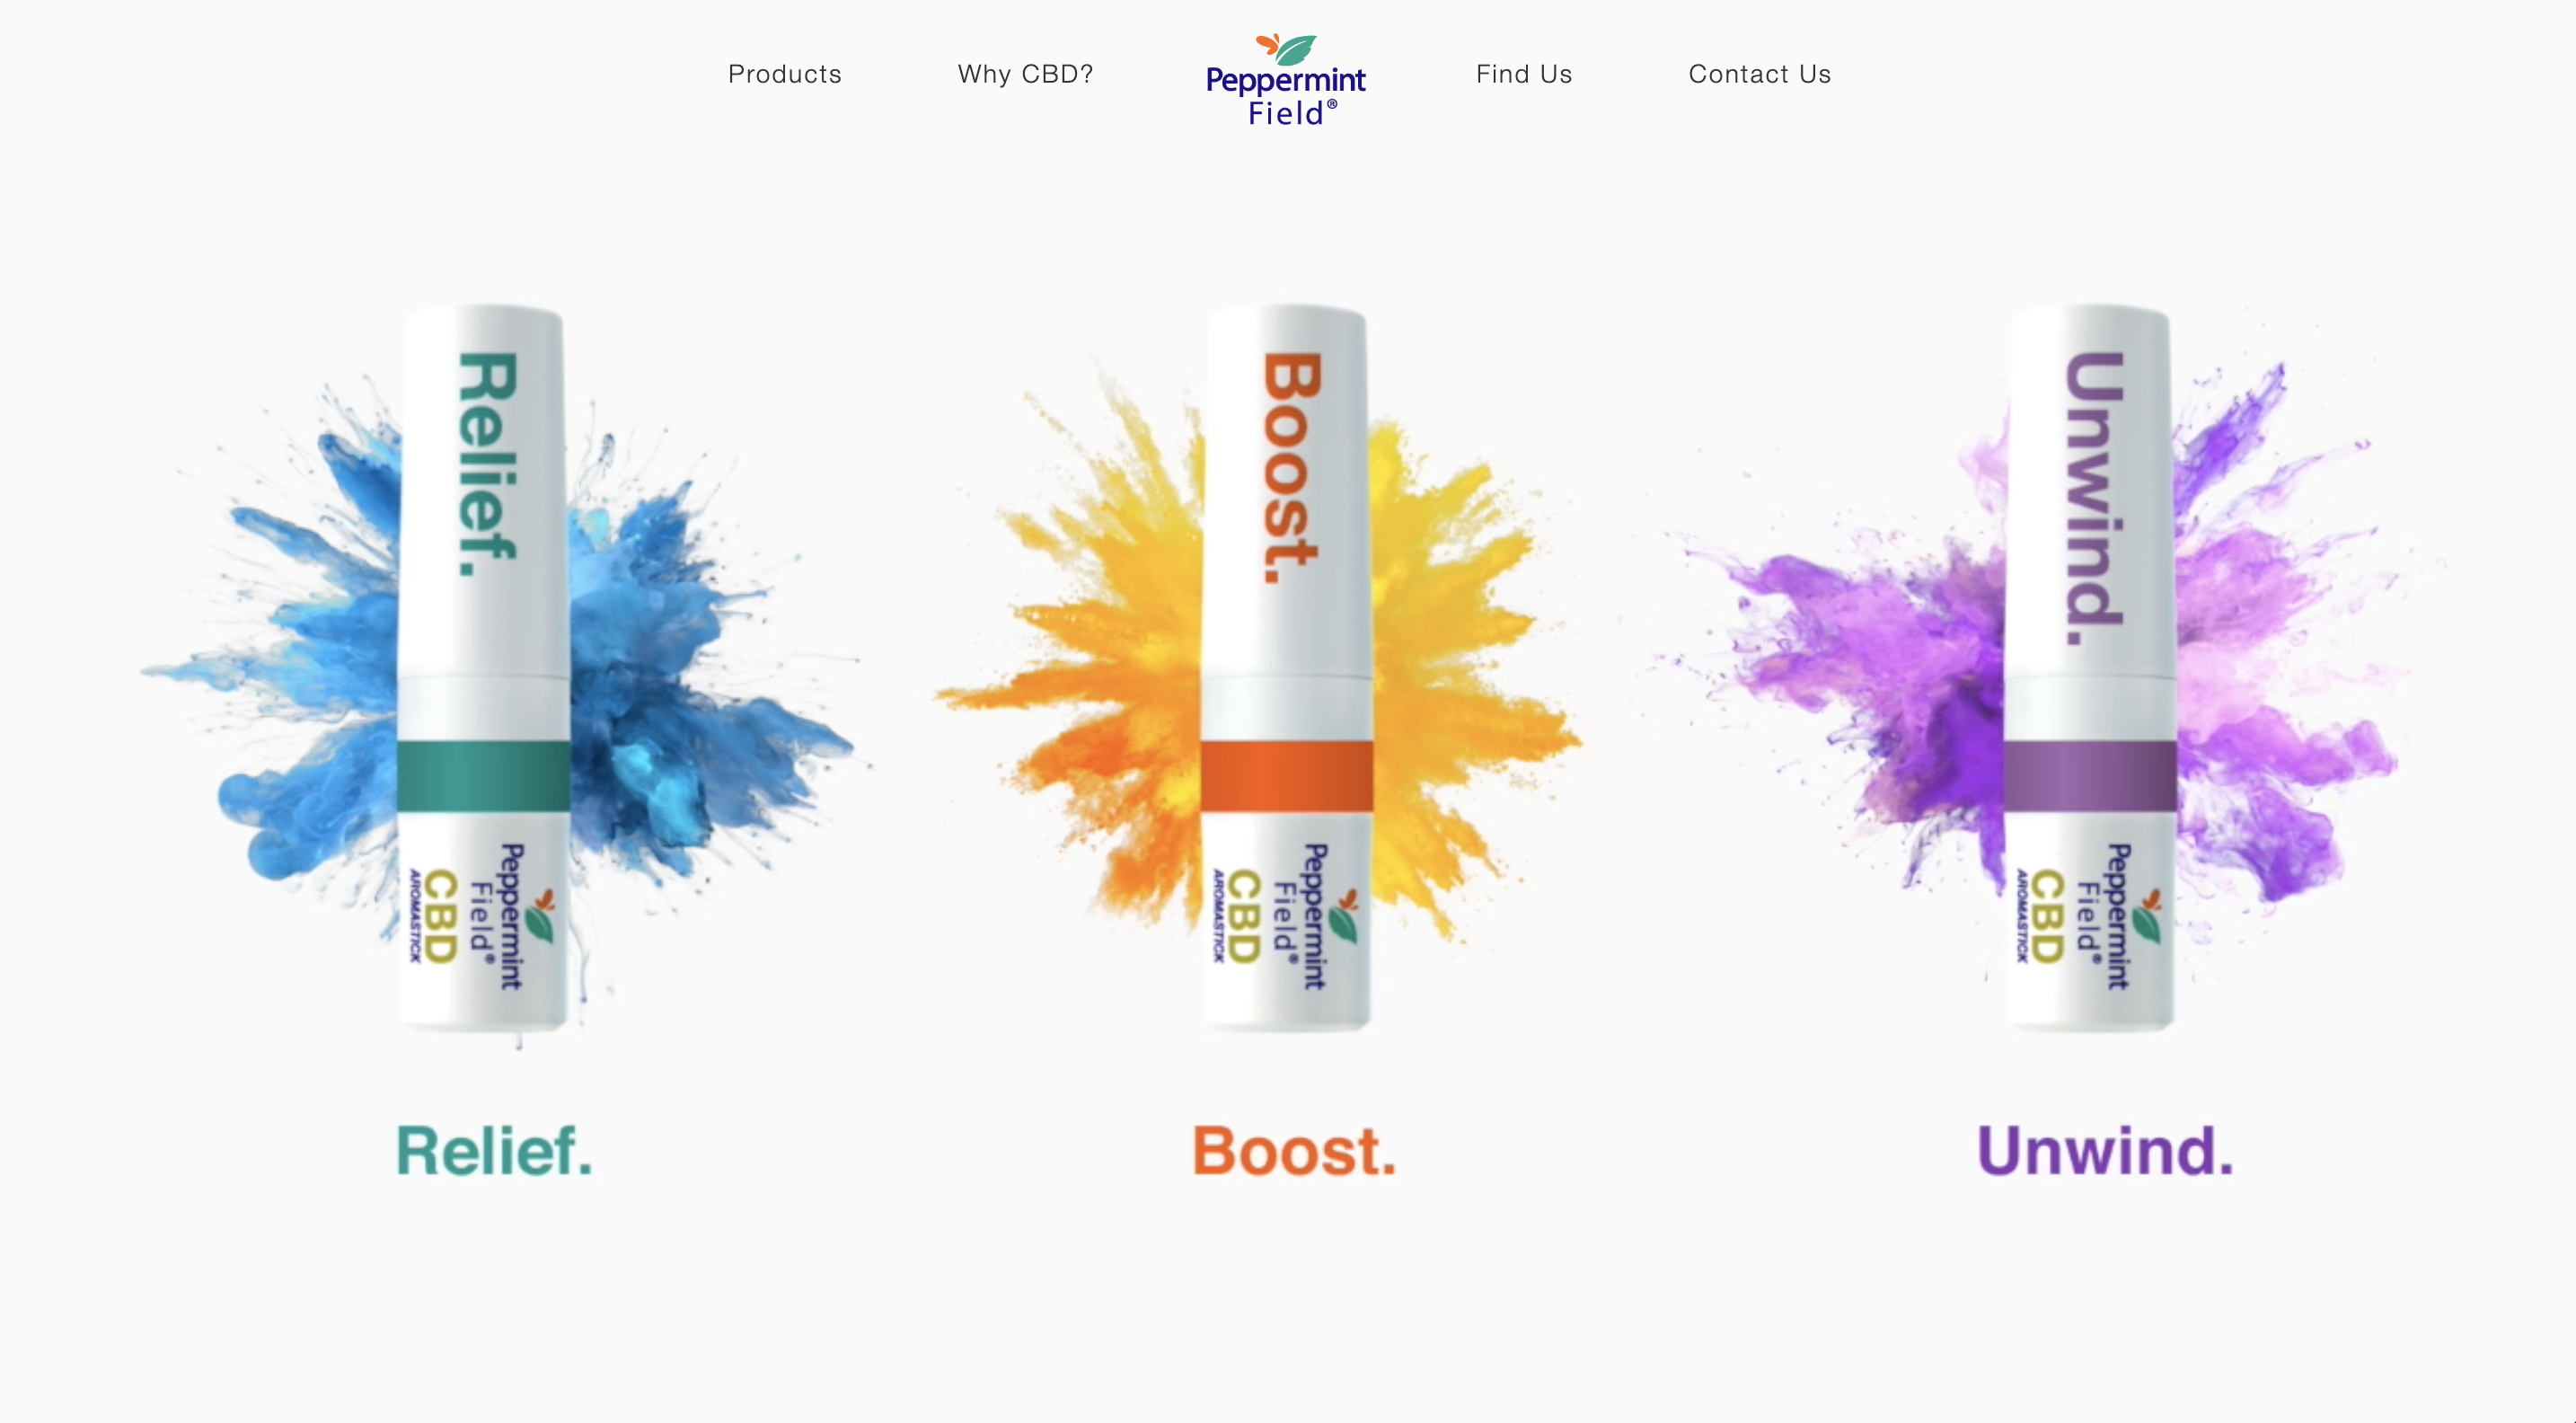 Products
Why CBD?
Peppermint
Field®
Find Us
Contact Us
Relief.
Peppermint
Field®
CBD
AROMASTICK
Boost.
Peppermint
Field®
CBD
AROMASTICK
Unwind.
Peppermint
Field®
CBD
AROMASTICK
Relief.
Boost.
Unwind.